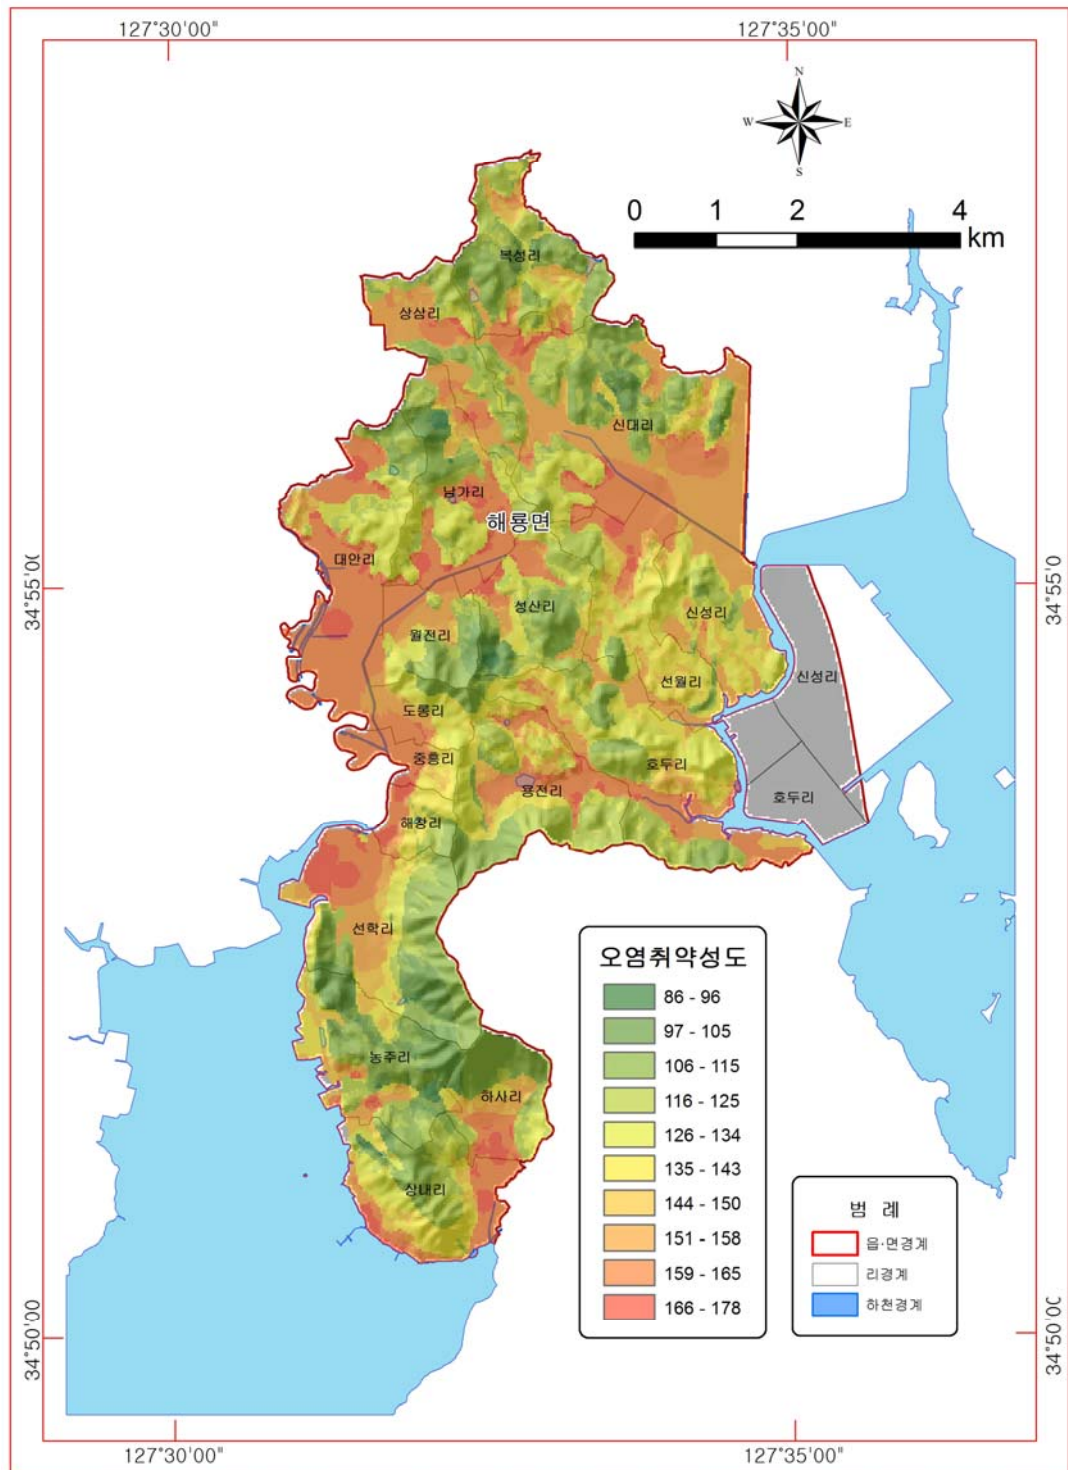 127°30'00"
127°35'00"
N
W
E
S
0 1 2 4
km
복성리
상삼리
신대리
남가리
해룡면
대안리
성산리
월전리
신성리
선월리
신성리
도롱리
중흥리
호두리
용전리
호두리
해창리
선학리
농주리
하사리
상내리
34°55'0
34°55'0
34°50'00
34°50'0
오염취약성도
86 - 96
97 - 105
106 - 115
116 - 125
126 - 134
135 - 143
144 - 150
151 - 158
159 - 165
166 - 178
범 례
읍·면경계
리경계
하천경계
127°30'00"
127°35'00"